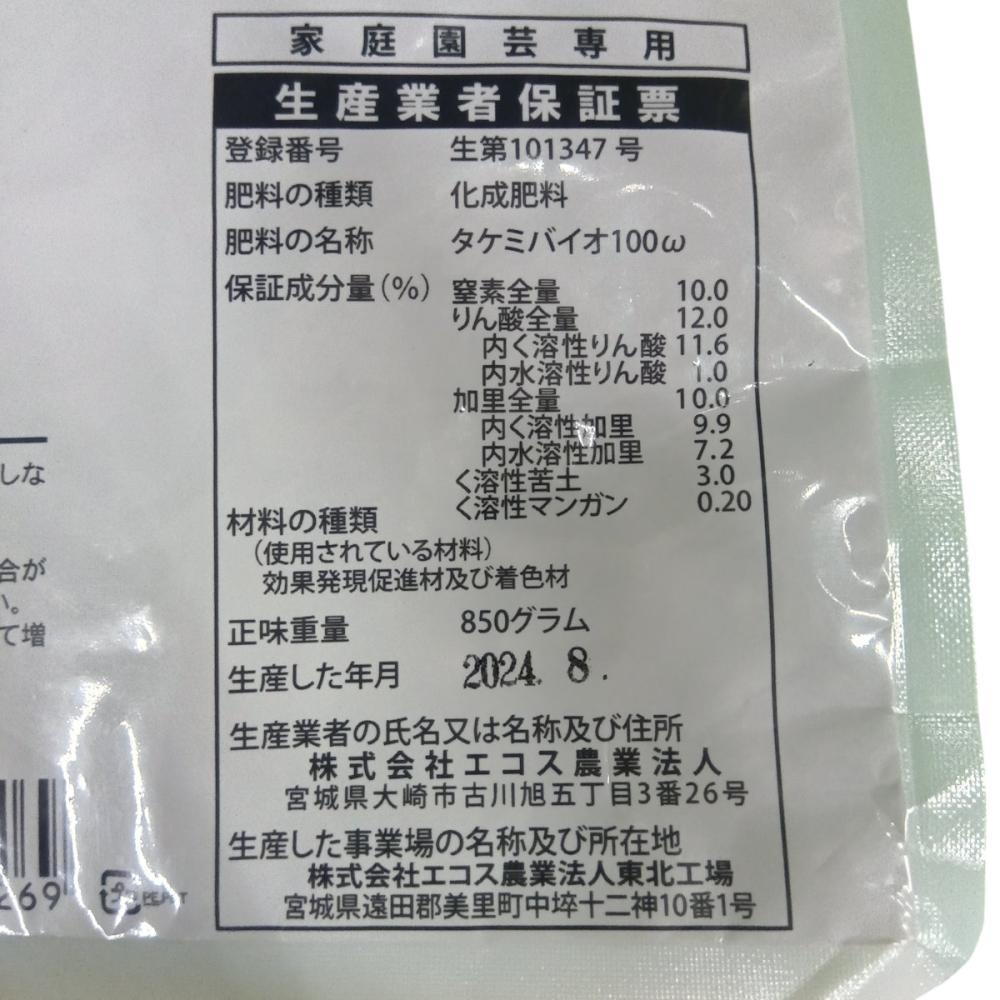 家庭園芸専用
生産業者保証票
登録番号 生第101347号
肥料の種類 化成肥料
肥料の名称 タケミバイオ100ω
保証成分量(%) 窒素全量 10.0
りん酸全量 12.0
内く溶性りん酸 11.6
内水溶性りん酸 1.0
加里全量 10.0
内く溶性加里 9.9
内水溶性加里 7.2
く溶性苦土 3.0
く溶性マンガン 0.20
材料の種類
(使用されている材料)
効果発現促進材及び着色材
正味重量 850グラム
生産した年月 2024. 8.
生産業者の氏名又は名称及び住所
株式会社エコス農業法人
宮城県大崎市古川旭五丁目3番26号
生産した事業場の名称及び所在地
株式会社エコス農業法人東北工場
宮城県遠田郡美里町中埣十二神10番1号
しな
合が
い。
て増
269